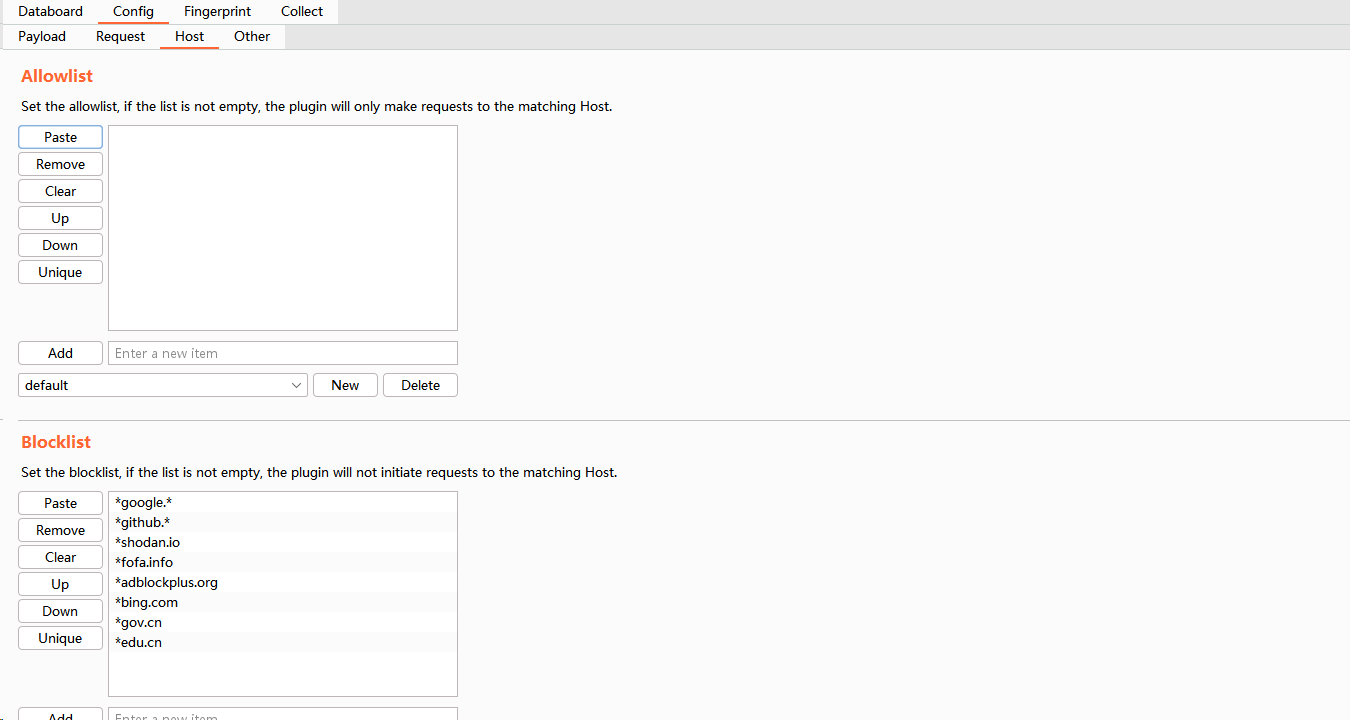 Databoard Config Fingerprint Collect
Payload Request Host Other
Allowlist
Set the allowlist, if the list is not empty, the plugin will only make requests to the matching Host.
Paste
Remove
Clear
Up
Down
Unique
Add Enter a new item
default New Delete
Blocklist
Set the blocklist, if the list is not empty, the plugin will not initiate requests to the matching Host.
Paste
Remove
Clear
Up
Down
Unique
*google.*
*github.*
*shodan.io
*fofa.info
*adblockplus.org
*bing.com
*gov.cn
*edu.cn
Add Enter a new item